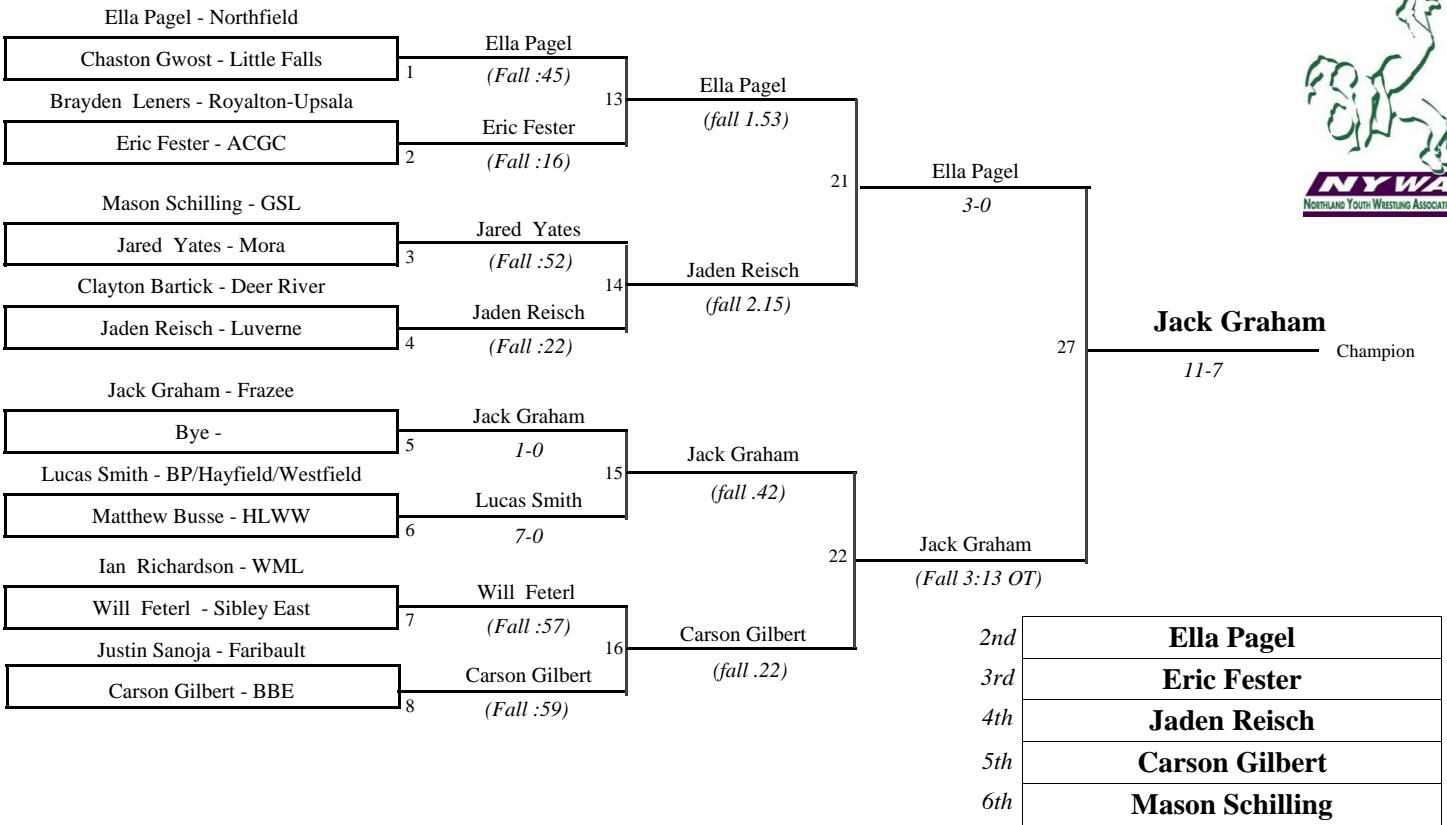 Ella Pagel - Northfield
Chaston Gwost - Little Falls
1
Brayden Leners - Royalton-Upsala
Eric Fester - ACGC
2
Mason Schilling - GSL
Jared Yates - Mora
3
Clayton Bartick - Deer River
Jaden Reisch - Luverne
4
Jack Graham - Frazee
Bye -
5
Lucas Smith - BP/Hayfield/Westfield
Matthew Busse - HLWW
6
Ian Richardson - WML
Will Feterl - Sibley East
7
Justin Sanoja - Faribault
Carson Gilbert - BBE
8
Ella Pagel
(Fall :45)
13
Eric Fester
(Fall :16)
Jared Yates
(Fall :52)
14
Jaden Reisch
(Fall :22)
Jack Graham
1-0
15
Lucas Smith
7-0
Will Feterl
(Fall :57)
16
Carson Gilbert
(Fall :59)
Ella Pagel
(fall 1.53)
21
Jaden Reisch
(fall 2.15)
Jack Graham
(fall .42)
22
Carson Gilbert
(fall .22)
Ella Pagel
3-0
27
Jack Graham
(Fall 3:13 OT)
Jack Graham
11-7
Champion
NYWA
NORTHLAND YOUTH WRESTLING
2nd Ella Pagel
3rd Eric Fester
4th Jaden Reisch
5th Carson Gilbert
6th Mason Schilling